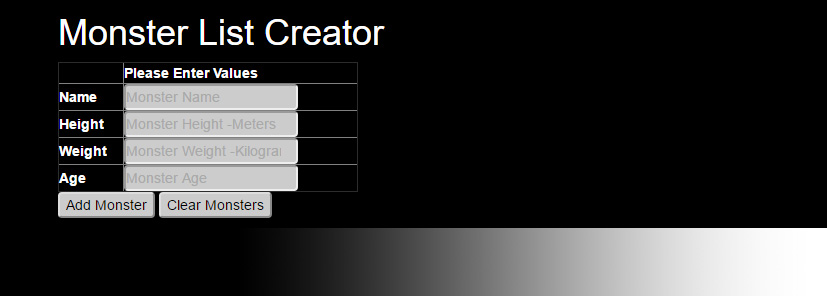 Monster List Creator
Please Enter Values
Name Monster Name
Height Monster Height -Meters
Weight Monster Weight -Kilogra
Age Monster Age
Add Monster Clear Monsters